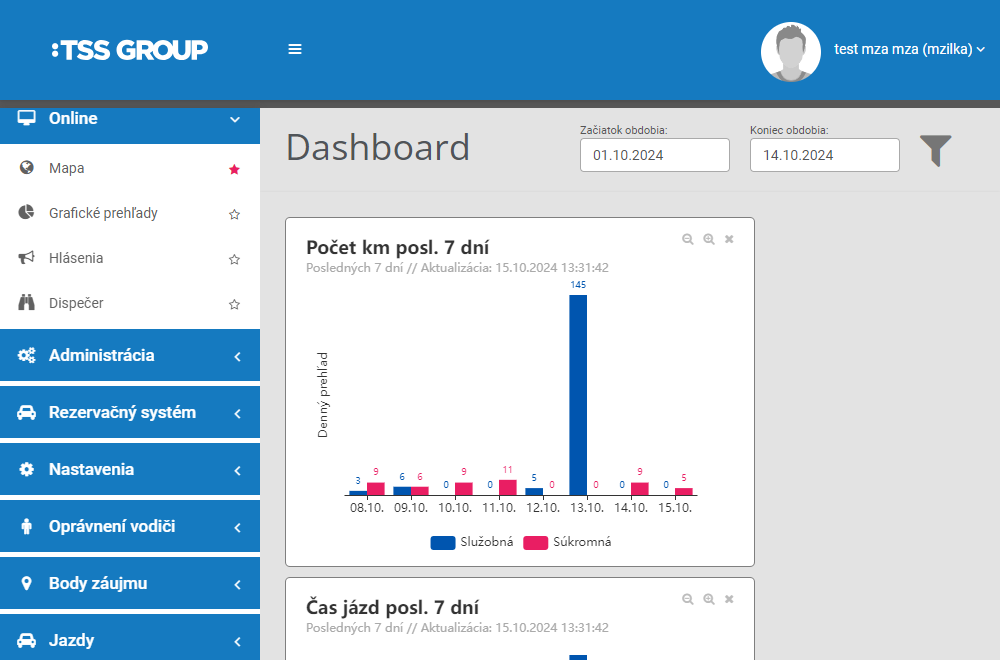 :TSS GROUP
test mza mza (mzilka)
Online
Mapa
Grafické prehľady
Hlásenia
Dispečer
Administrácia
Rezervačný systém
Nastavenia
Oprávnení vodiči
Body záujmu
Jazdy
Dashboard
Začiatok obdobia:
01.10.2024
Koniec obdobia:
14.10.2024
Počet km posl. 7 dní
Posledných 7 dní // Aktualizácia: 15.10.2024 13:31:42
Denný prehľad
3 9 6 6 0 9 0 11 5 0 145 0 0 9 0 5
08.10. 09.10. 10.10. 11.10. 12.10. 13.10. 14.10. 15.10.
Služobná Súkromná
Čas jázd posl. 7 dní
Posledných 7 dní // Aktualizácia: 15.10.2024 13:31:42